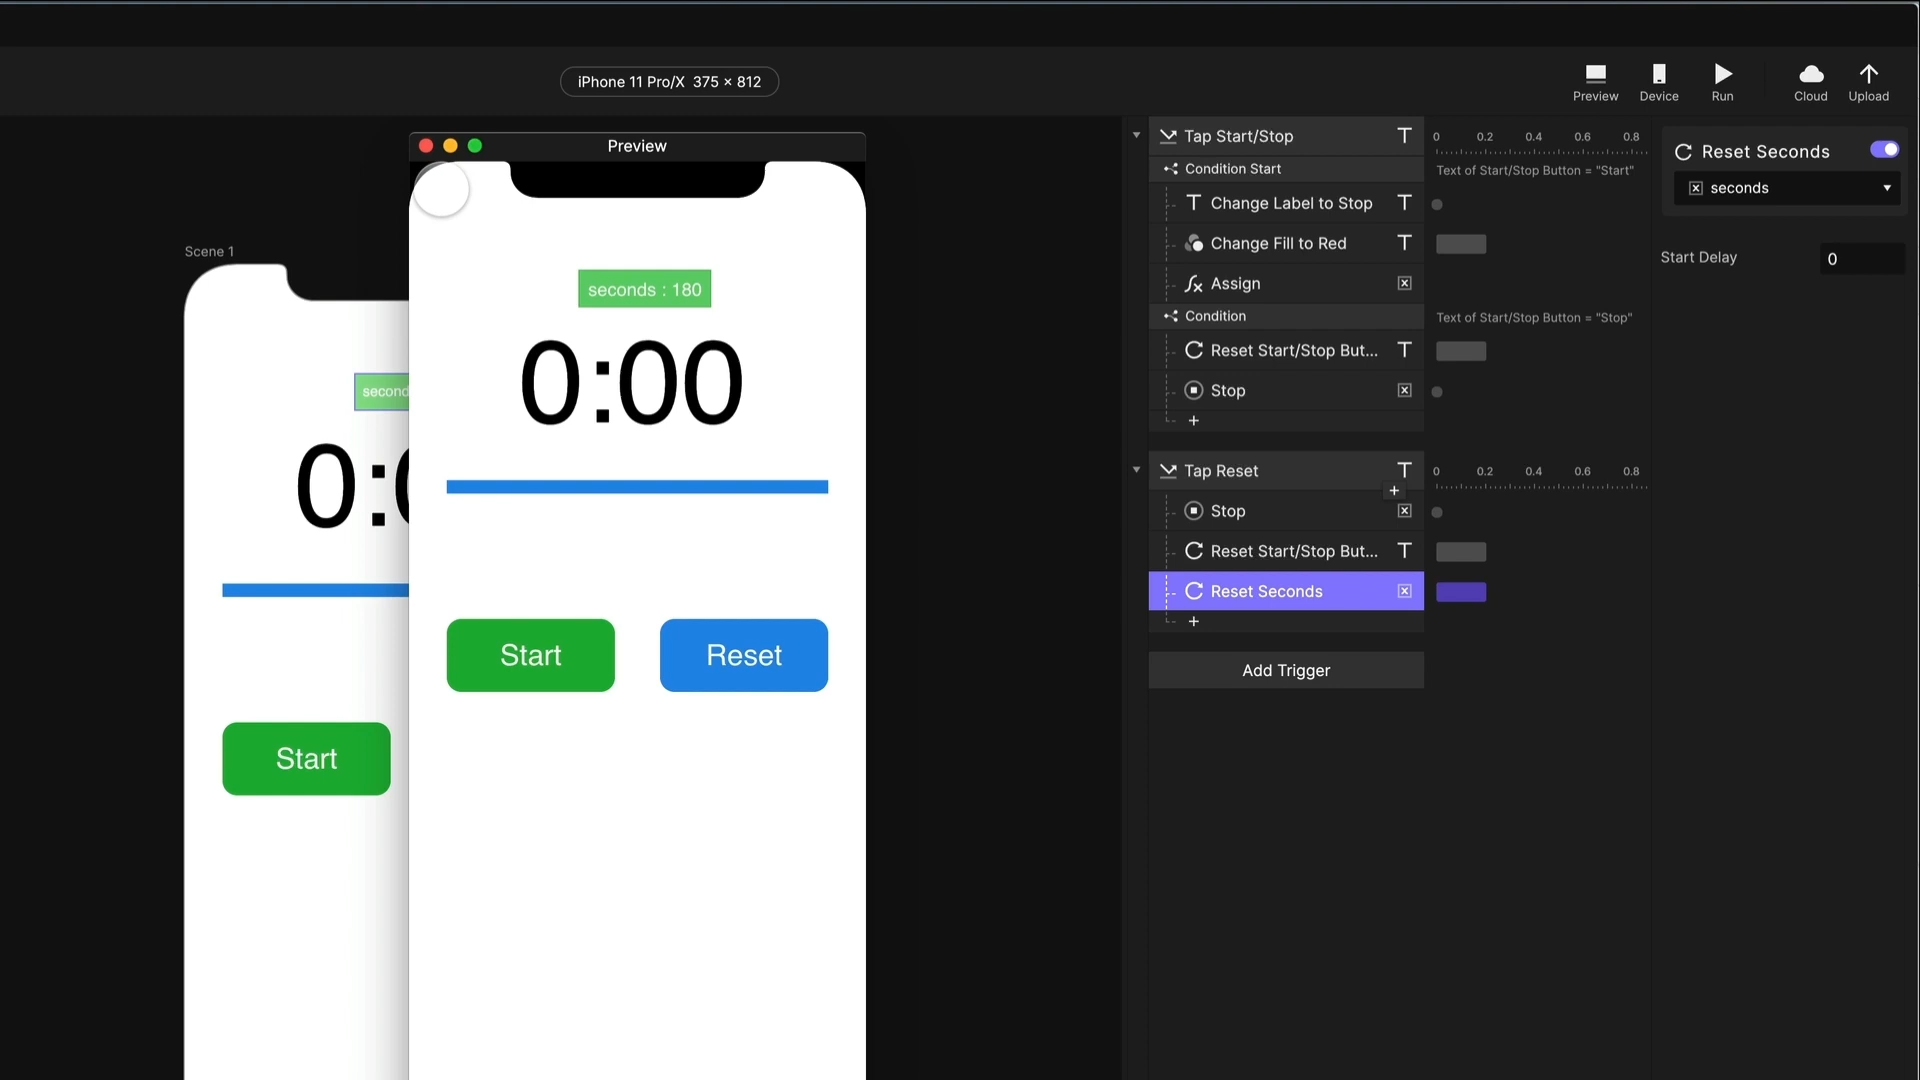 iPhone 11 Pro/X 375 × 812
Preview
Device
Run
Cloud
Upload
Preview
Scene 1
seconds : 180
0:00
Start
Reset
second
0:0
Start
Tap Start/Stop
0 0.2 0.4 0.6 0.8
Condition Start
Text of Start/Stop Button = "Start"
Change Label to Stop
Change Fill to Red
Assign
Condition
Text of Start/Stop Button = "Stop"
Reset Start/Stop But...
Stop
Tap Reset
0 0.2 0.4 0.6 0.8
Stop
Reset Start/Stop But...
Reset Seconds
Add Trigger
Reset Seconds
seconds
Start Delay
0